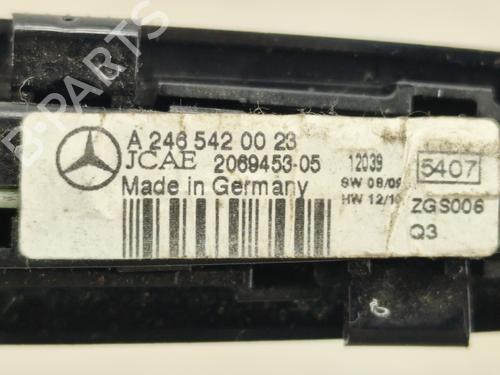 A 246 542 00 23
JCAE 2069453-05
Made in Germany
12039
SW 08/09
HW 12/10
5407
ZGS006
Q3
B-PARTS